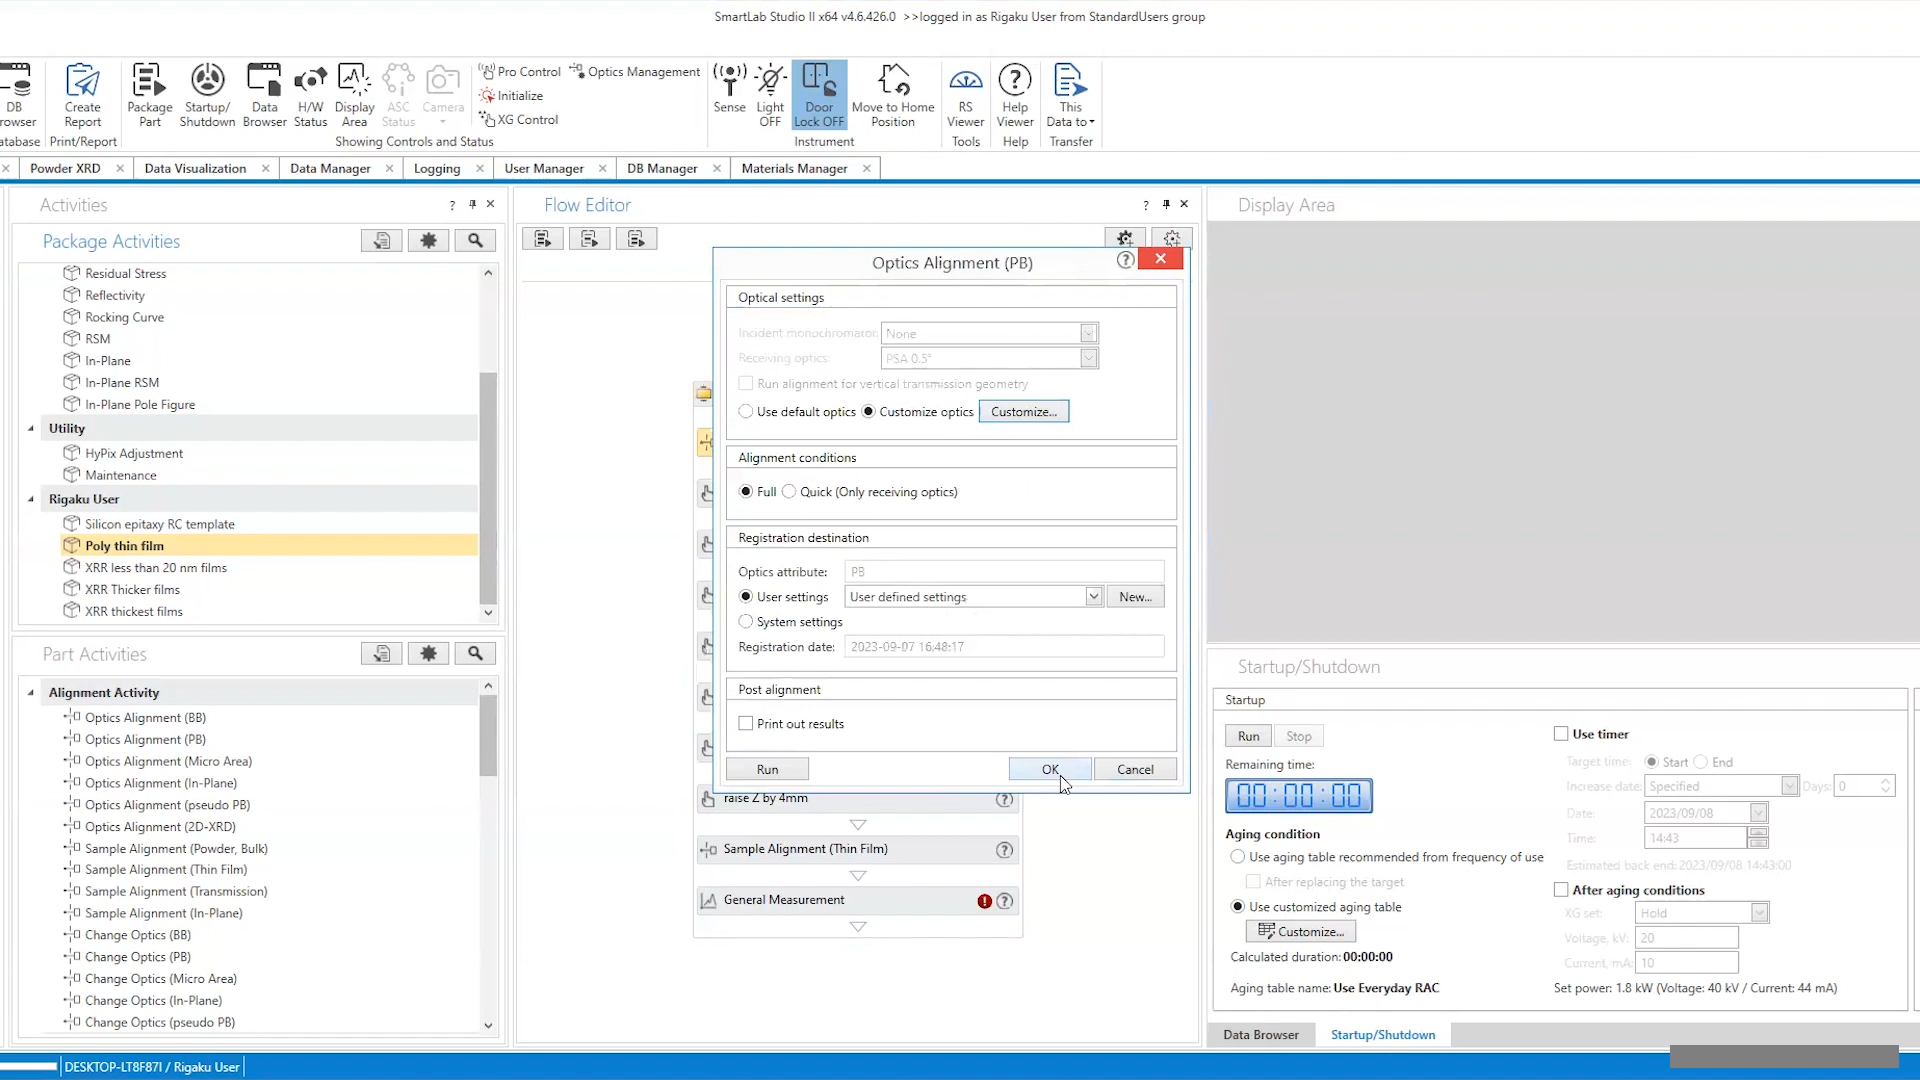 SmartLab Studio II x64 v4.6.426.0 >>logged in as Rigaku User from StandardUsers group
DB
rowser
Create
Report
Package
Part
Startup/
Shutdown
Data
Browser
H/W
Status
Display
Area
ASC
Status
Camera
Pro Control
Optics Management
Initialize
XG Control
Sense
Light
OFF
Door
Lock OFF
Move to Home
Position
RS
Viewer
Help
Viewer
This
Data to
atabase
Print/Report
Showing Controls and Status
Instrument
Tools
Help
Transfer
Powder XRD
Data Visualization
Data Manager
Logging
User Manager
DB Manager
Materials Manager
Activities
Package Activities
Residual Stress
Reflectivity
Rocking Curve
RSM
In-Plane
In-Plane RSM
In-Plane Pole Figure
Utility
HyPix Adjustment
Maintenance
Rigaku User
Silicon epitaxy RC template
Poly thin film
XRR less than 20 nm films
XRR Thicker films
XRR thickest films
Part Activities
Alignment Activity
Optics Alignment (BB)
Optics Alignment (PB)
Optics Alignment (Micro Area)
Optics Alignment (In-Plane)
Optics Alignment (pseudo PB)
Optics Alignment (2D-XRD)
Sample Alignment (Powder, Bulk)
Sample Alignment (Thin Film)
Sample Alignment (Transmission)
Sample Alignment (In-Plane)
Change Optics (BB)
Change Optics (PB)
Change Optics (Micro Area)
Change Optics (In-Plane)
Change Optics (pseudo PB)
Flow Editor
Optics Alignment (PB)
Optical settings
Incident monochromator: None
Receiving optics: PSA 0.5°
Run alignment for vertical transmission geometry
Use default optics Customize optics Customize...
Alignment conditions
Full Quick (Only receiving optics)
Registration destination
Optics attribute: PB
User settings User defined settings New...
System settings
Registration date: 2023-09-07 16:48:17
Post alignment
Print out results
Run OK Cancel
raise Z by 4mm
Sample Alignment (Thin Film)
General Measurement
Display Area
Startup/Shutdown
Startup
Run Stop
Remaining time:
00:00:00
Aging condition
Use aging table recommended from frequency of use
After replacing the target
Use customized aging table
Customize...
Calculated duration: 00:00:00
Aging table name: Use Everyday RAC
Use timer
Target time: Start End
Increase date: Specified Days: 0
Date: 2023/09/08
Time: 14:43
Estimated back end: 2023/09/08 14:43:00
After aging conditions
XG set: Hold
Voltage, kV: 20
Current, mA: 10
Set power: 1.8 kW (Voltage: 40 kV / Current: 44 mA)
Data Browser Startup/Shutdown
DESKTOP-LT8F87I / Rigaku User